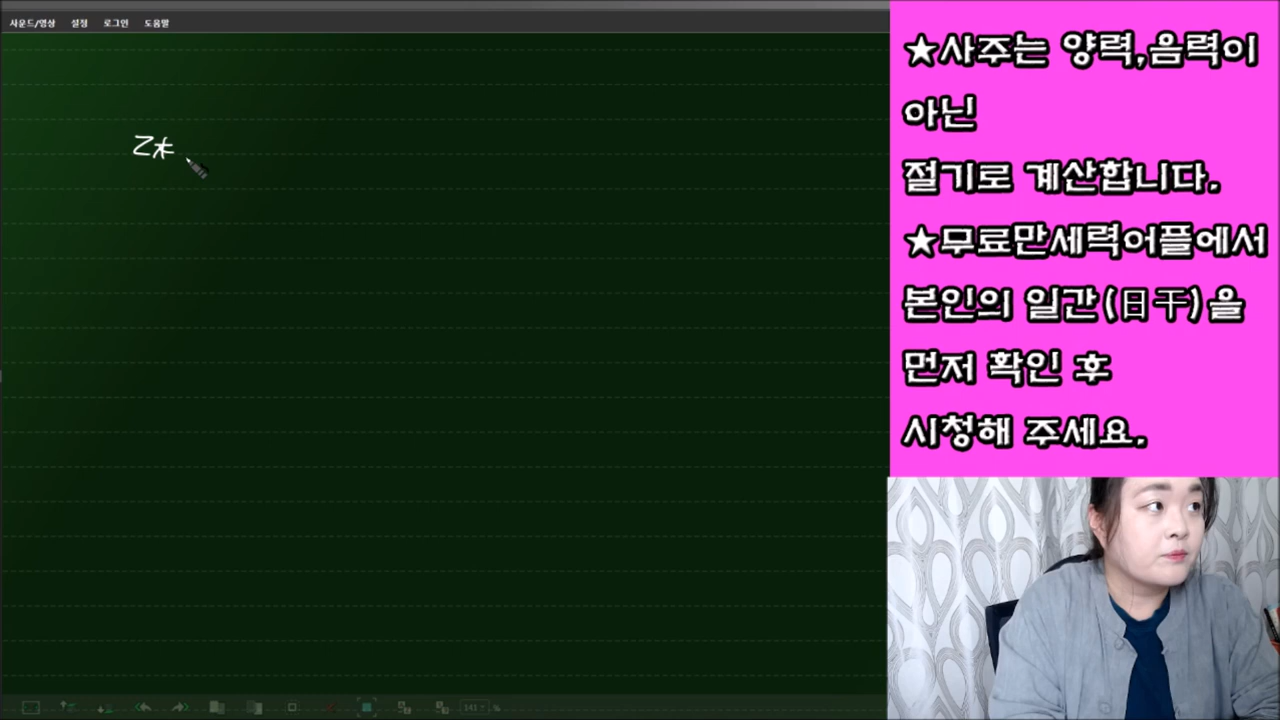 사운드/영상 설정 로그인 도움말
乙木
★사주는 양력,음력이
아닌
절기로 계산합니다.
★무료만세력어플에서
본인의 일간(日干)을
먼저 확인 후
시청해 주세요.
143 %